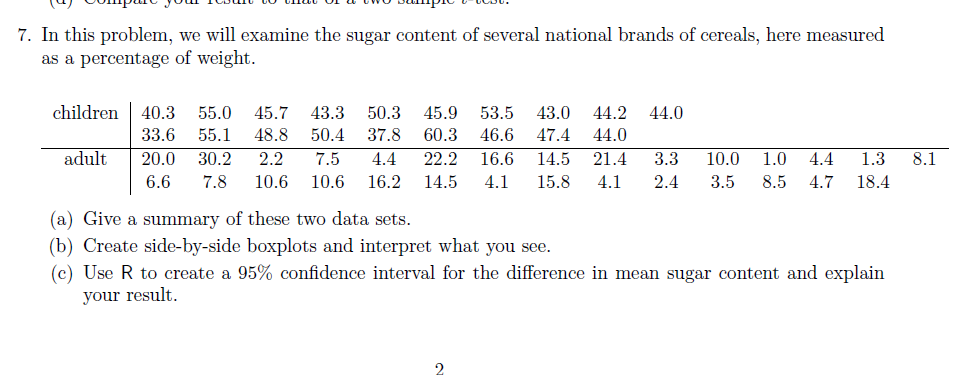 7. In this problem, we will examine the sugar content of several national brands of cereals, here measured
as a percentage of weight.
children 40.3 55.0 45.7 43.3 50.3 45.9 53.5 43.0 44.2 44.0
33.6 55.1 48.8 50.4 37.8 60.3 46.6 47.4 44.0
adult 20.0 30.2 2.2 7.5 4.4 22.2 16.6 14.5 21.4 3.3 10.0 1.0 4.4 1.3 8.1
6.6 7.8 10.6 10.6 16.2 14.5 4.1 15.8 4.1 2.4 3.5 8.5 4.7 18.4
(a) Give a summary of these two data sets.
(b) Create side-by-side boxplots and interpret what you see.
(c) Use R to create a 95% confidence interval for the difference in mean sugar content and explain
your result.
2